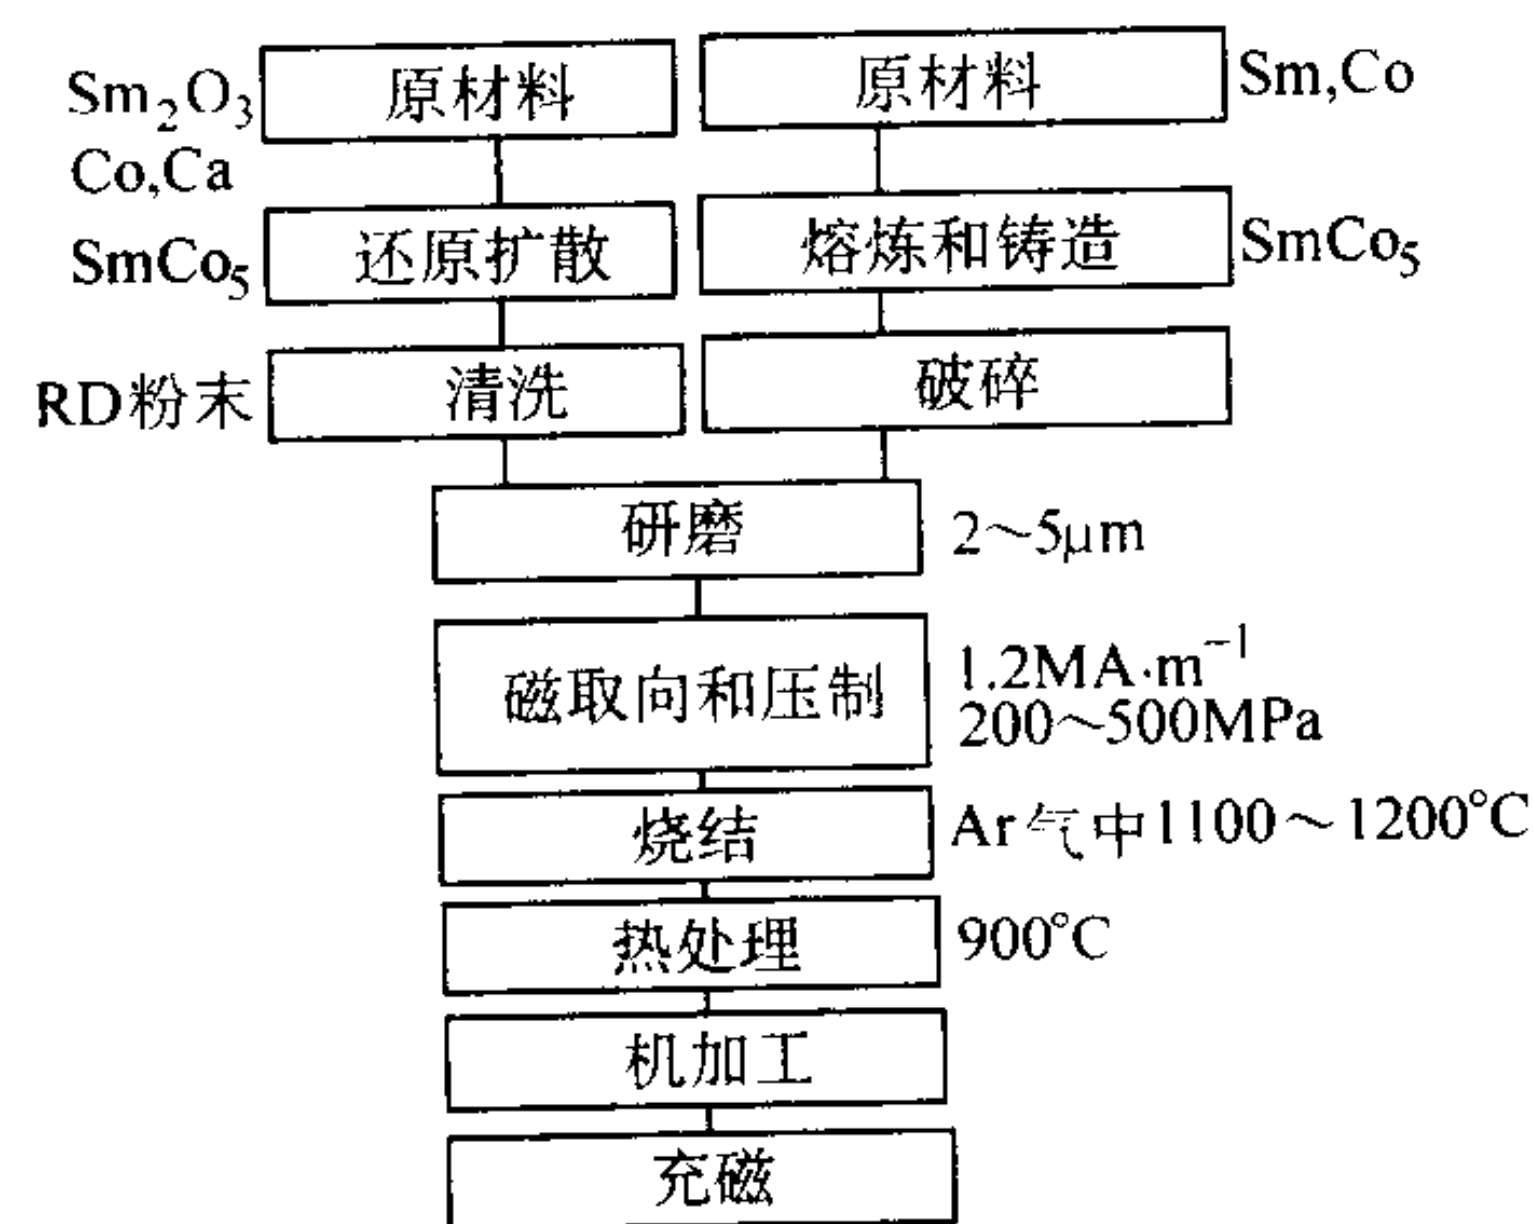 Sm₂O₃ 原材料 原材料 Sm,Co
Co,Ca
SmCo₅ 还原扩散 熔炼和铸造 SmCo₅
RD粉末 清洗 破碎
研磨 2~5μm
磁取向和压制 1.2MA·m⁻¹
200~500MPa
烧结 Ar气中1100~1200°C
热处理 900°C
机加工
充磁